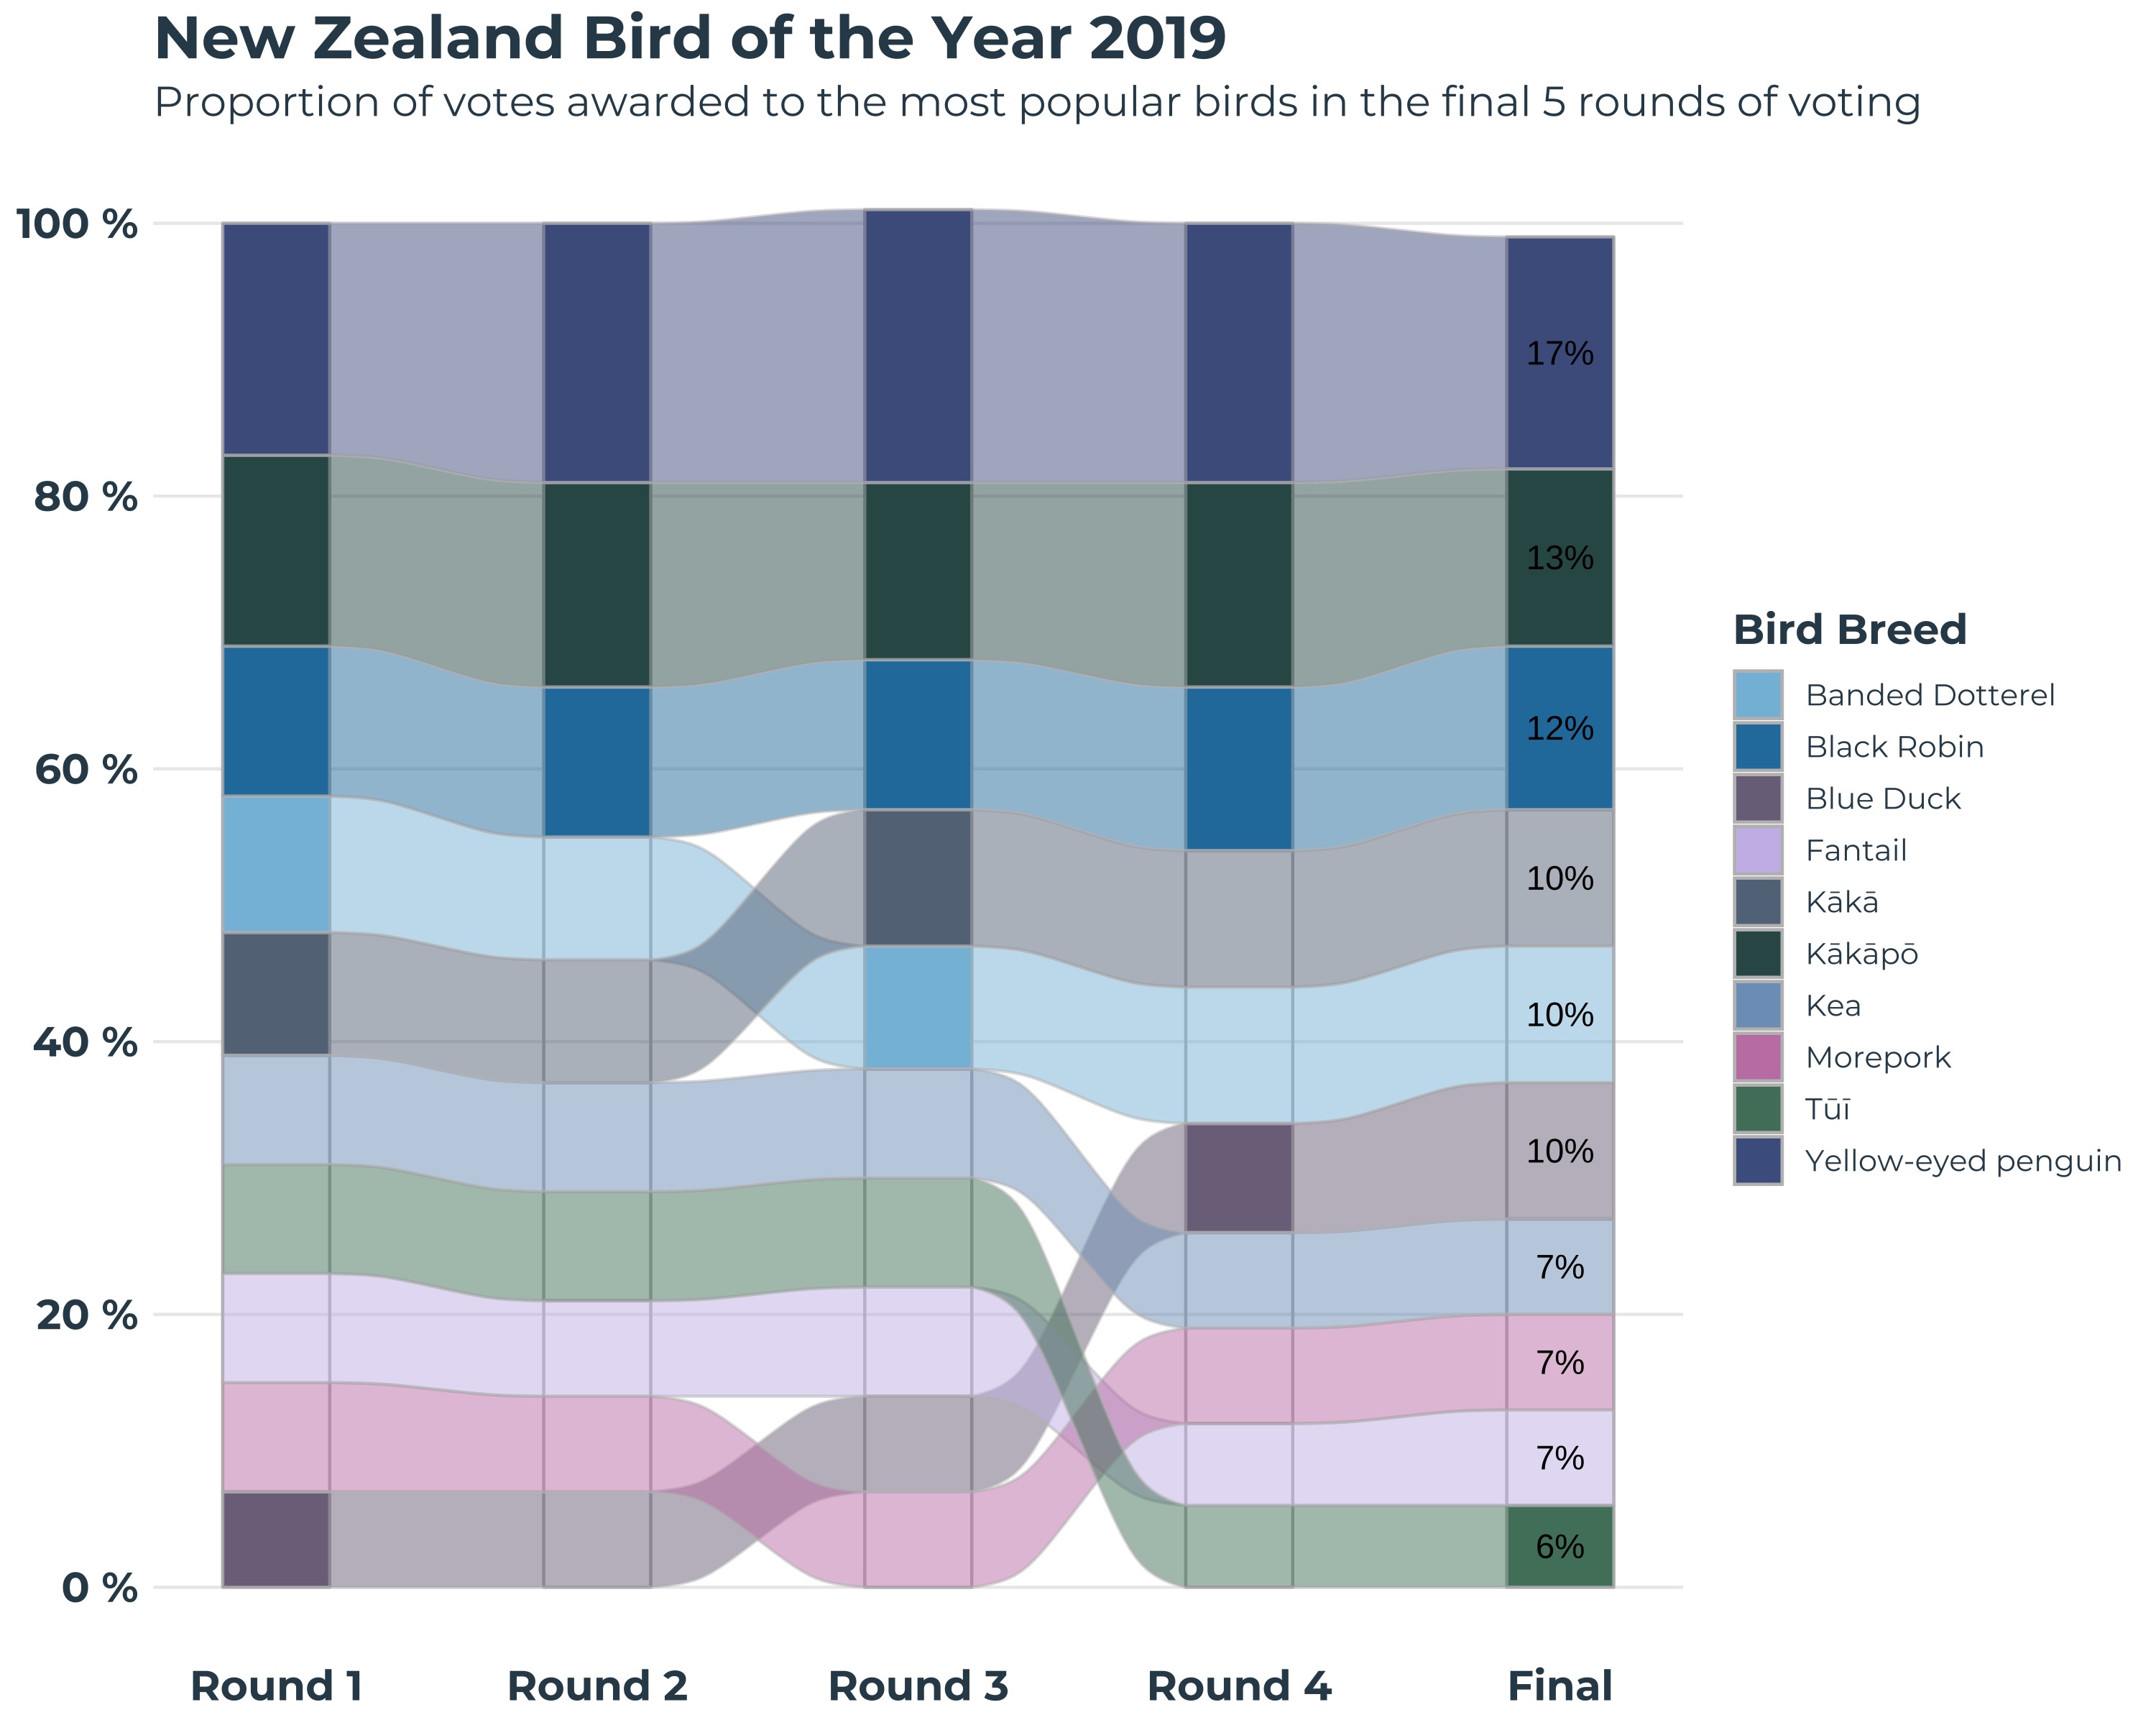 New Zealand Bird of the Year 2019
Proportion of votes awarded to the most popular birds in the final 5 rounds of voting
100 %
80 %
60 %
40 %
20 %
0 %
17%
13%
12%
10%
10%
10%
7%
7%
7%
6%
Round 1
Round 2
Round 3
Round 4
Final
Bird Breed
Banded Dotterel
Black Robin
Blue Duck
Fantail
Kākā
Kākāpō
Kea
Morepork
Tūī
Yellow-eyed penguin